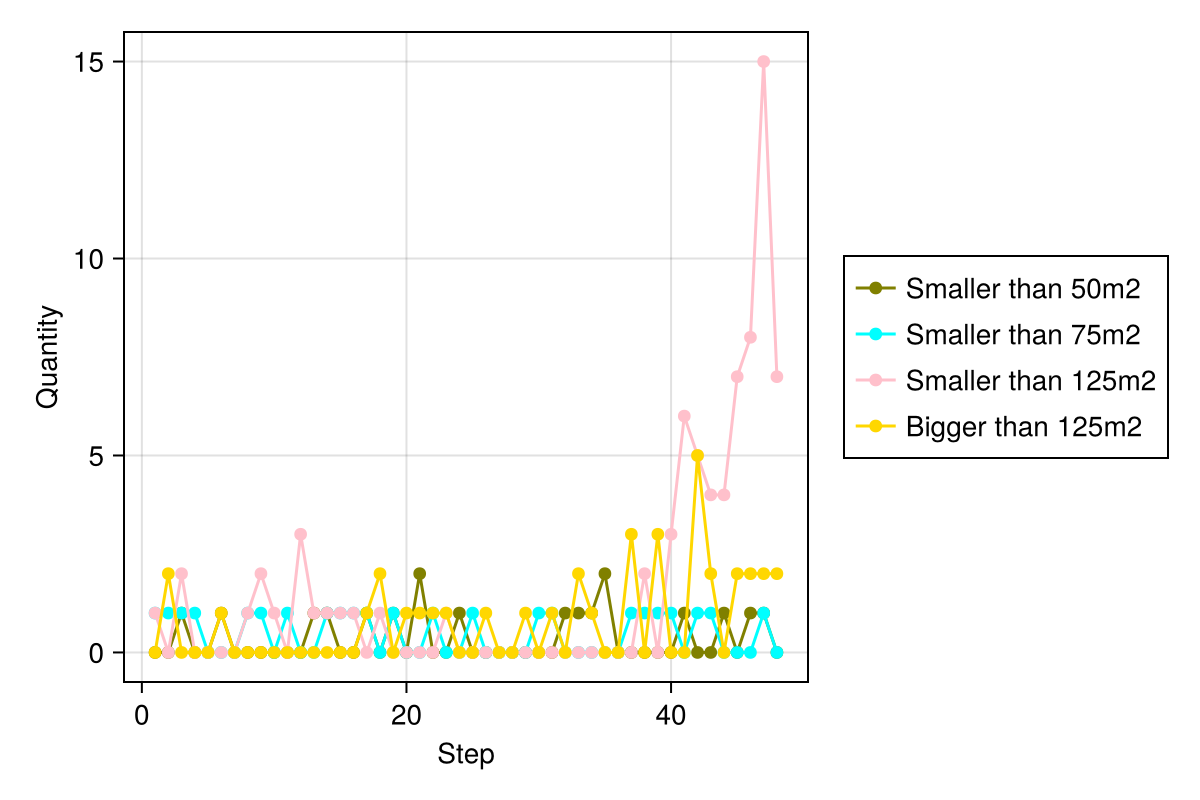 15
10
5
0
Quantity
0
20
40
Step
Smaller than 50m2
Smaller than 75m2
Smaller than 125m2
Bigger than 125m2